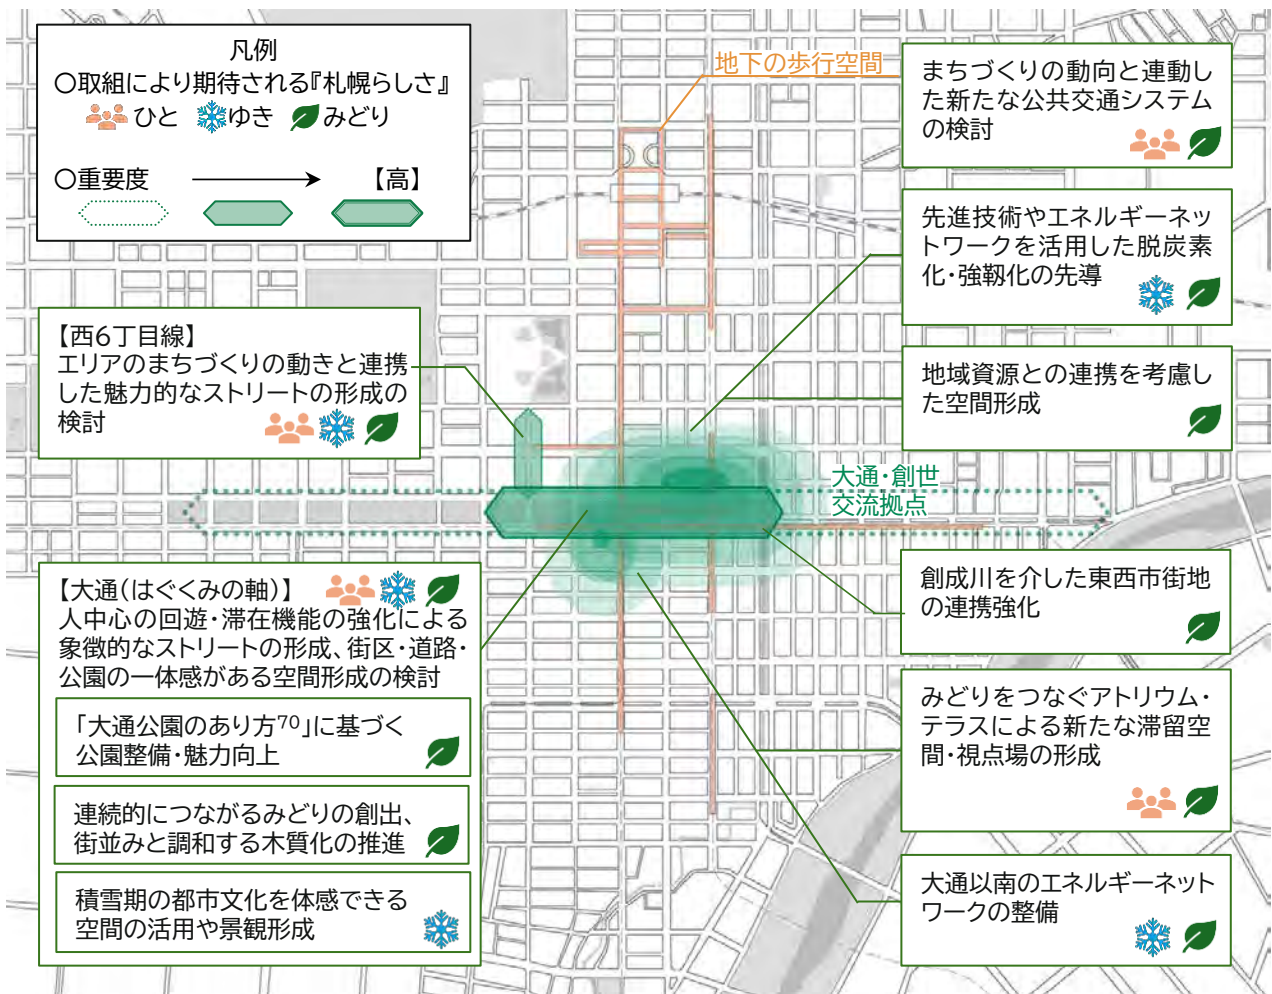 凡例
〇取組により期待される『札幌らしさ』
ひと ゆき みどり
〇重要度 【高】
地下の歩行空間
まちづくりの動向と連動し
た新たな公共交通システム
の検討
先進技術やエネルギーネッ
トワークを活用した脱炭素
化・強靱化の先導
地域資源との連携を考慮し
た空間形成
【西6丁目線】
エリアのまちづくりの動きと連携
した魅力的なストリートの形成の
検討
大通・創世
交流拠点
創成川を介した東西市街地
の連携強化
【大通(はぐくみの軸)】
人中心の回遊・滞在機能の強化による
象徴的なストリートの形成、街区・道路・
公園の一体感がある空間形成の検討
「大通公園のあり方70」に基づく
公園整備・魅力向上
連続的につながるみどりの創出、
街並みと調和する木質化の推進
積雪期の都市文化を体感できる
空間の活用や景観形成
みどりをつなぐアトリウム・
テラスによる新たな滞留空
間・視点場の形成
大通以南のエネルギーネット
ワークの整備